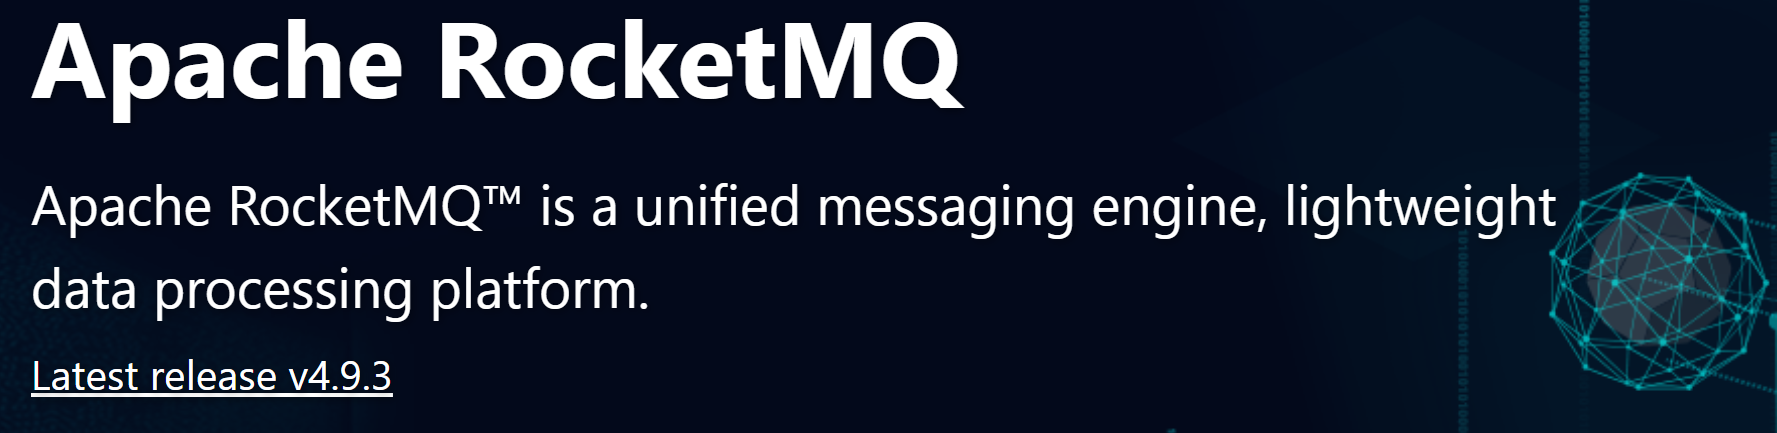 Apache RocketMQ
Apache RocketMQ™ is a unified messaging engine, lightweight
data processing platform.
Latest release v4.9.3